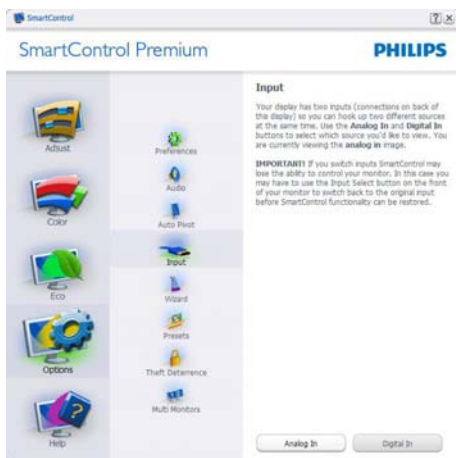 SmartControl
SmartControl Premium
PHILIPS
Adjust
Color
Eco
Options
Help
Preferences
Audio
Auto Pivot
Input
Wizard
Presets
Theft Deterrence
Multi Monitors
Input
Your display has two inputs (connections on back of
the display) so you can hook up two different sources
at the same time. Use the Analog In and Digital In
buttons to select which source you'd like to view. You
are currently viewing the analog in image.
IMPORTANT! If you switch inputs SmartControl may
lose the ability to control your monitor. In this case you
may have to use the Input Select button on the front
of your monitor to switch back to the original input
before SmartControl functionality can be restored.
Analog In
Digital In